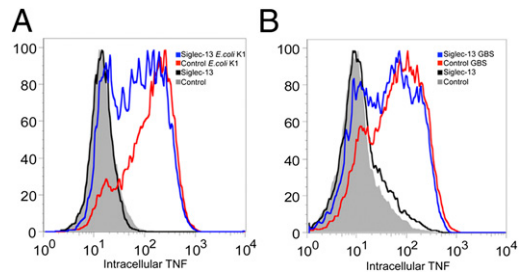 A
Siglec-13 E.coli K1
Control E.coli K1
Siglec-13
Control
100
80
60
40
20
0
10⁰ 10¹ 10² 10³ 10⁴
Intracellular TNF
B
Siglec-13 GBS
Control GBS
Siglec-13
Control
100
80
60
40
20
0
10⁰ 10¹ 10² 10³ 10⁴
Intracellular TNF